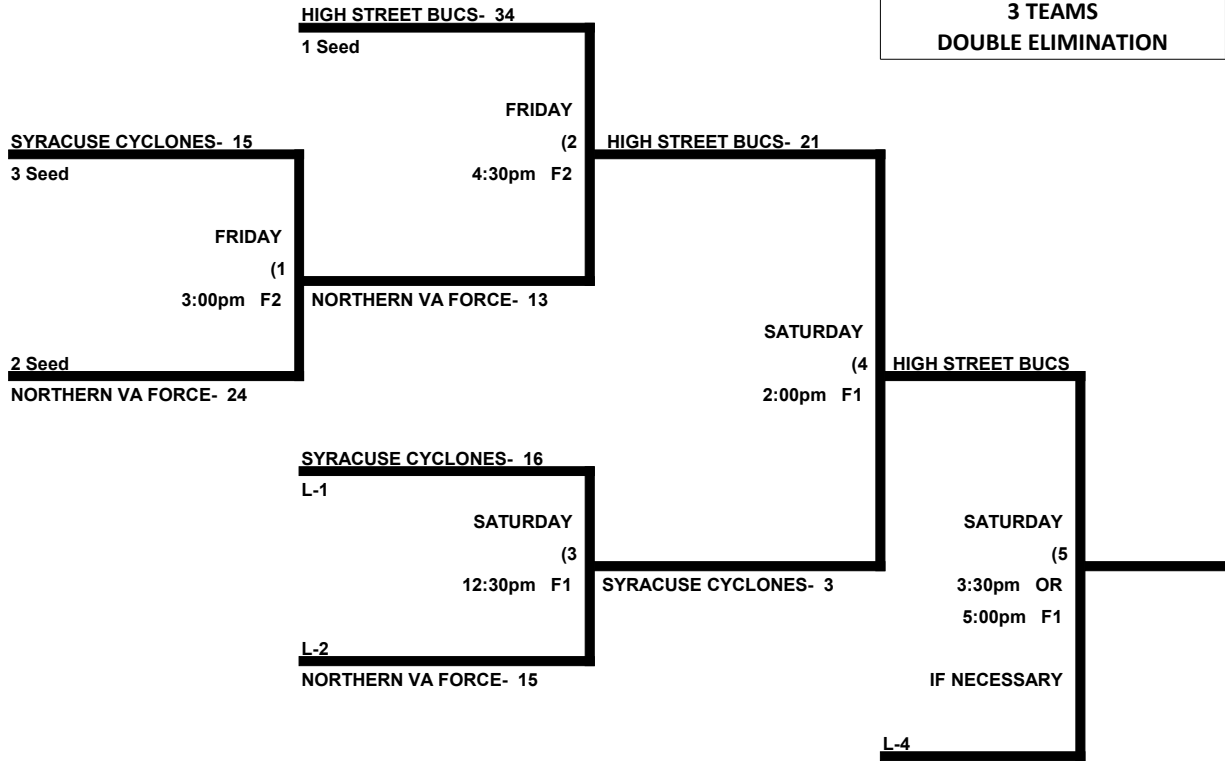 HIGH STREET BUCS- 34
1 Seed
3 TEAMS
DOUBLE ELIMINATION
FRIDAY
(2
4:30pm F2
SYRACUSE CYCLONES- 15
3 Seed
HIGH STREET BUCS- 21
FRIDAY
(1
3:00pm F2
NORTHERN VA FORCE- 13
2 Seed
NORTHERN VA FORCE- 24
SATURDAY
(4
2:00pm F1
HIGH STREET BUCS
SYRACUSE CYCLONES- 16
L-1
SATURDAY
(3
12:30pm F1
SYRACUSE CYCLONES- 3
L-2
NORTHERN VA FORCE- 15
SATURDAY
(5
3:30pm OR
5:00pm F1
IF NECESSARY
L-4